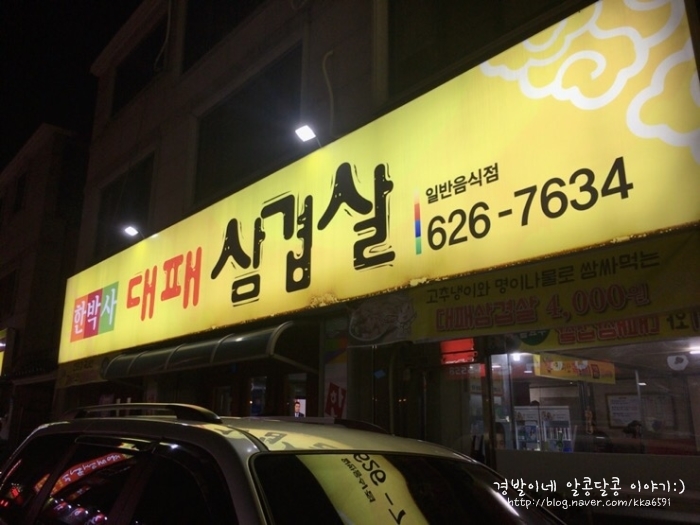 한박사 대패 삼겹살
일반음식점
626-7634
고추냉이와 명이나물로 쌈싸먹는
대패삼겹살 4,000원
경발이네 알콩달콩 이야기:)
http://blog.naver.com/kka6591